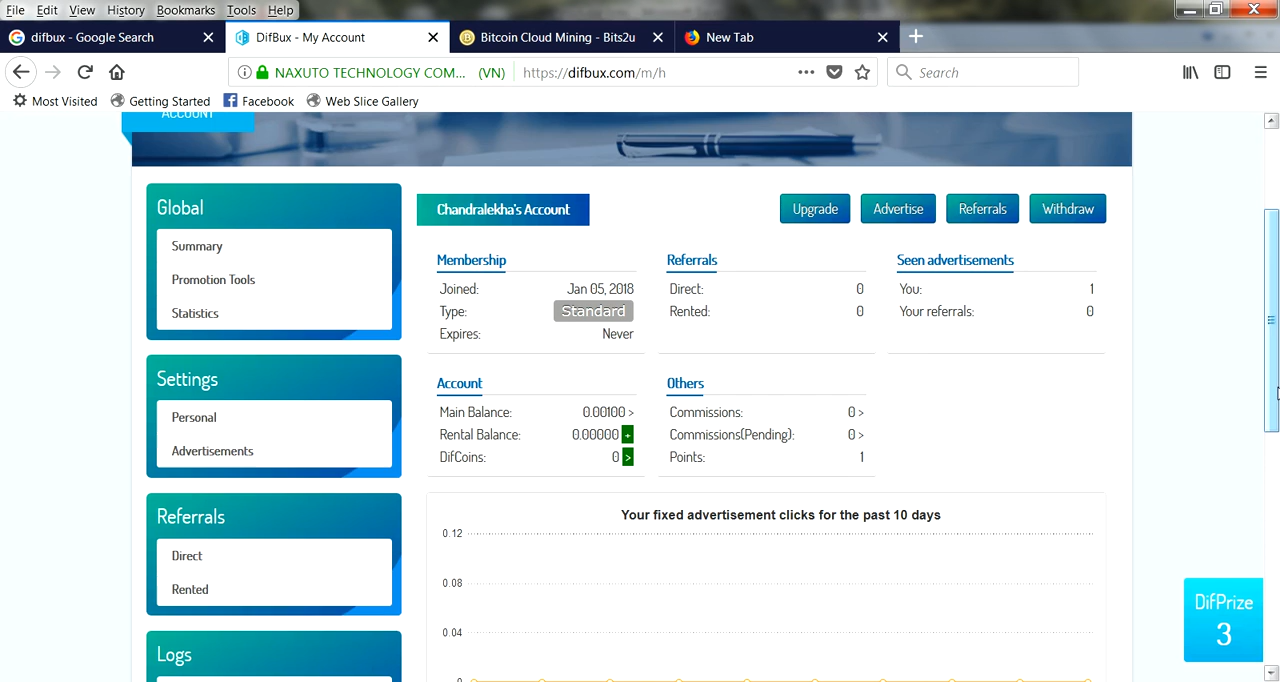 File Edit View History Bookmarks Tools Help
difbux - Google Search
DifBux - My Account
Bitcoin Cloud Mining - Bits2u
New Tab
NAXUTO TECHNOLOGY COM... (VN) https://difbux.com/m/h
Search
Most Visited Getting Started Facebook Web Slice Gallery
ACCOUNT
Global
Summary
Promotion Tools
Statistics
Settings
Personal
Advertisements
Referrals
Direct
Rented
Logs
Chandralekha's Account
Upgrade Advertise Referrals Withdraw
Membership
Joined: Jan 05, 2018
Type: Standard
Expires: Never
Referrals
Direct: 0
Rented: 0
Seen advertisements
You: 1
Your referrals: 0
Account
Main Balance: 0.00100 >
Rental Balance: 0.00000 +
DifCoins: 0 >
Others
Commissions: 0 >
Commissions(Pending): 0 >
Points: 1
Your fixed advertisement clicks for the past 10 days
0.12
0.08
0.04
0
DifPrize
3